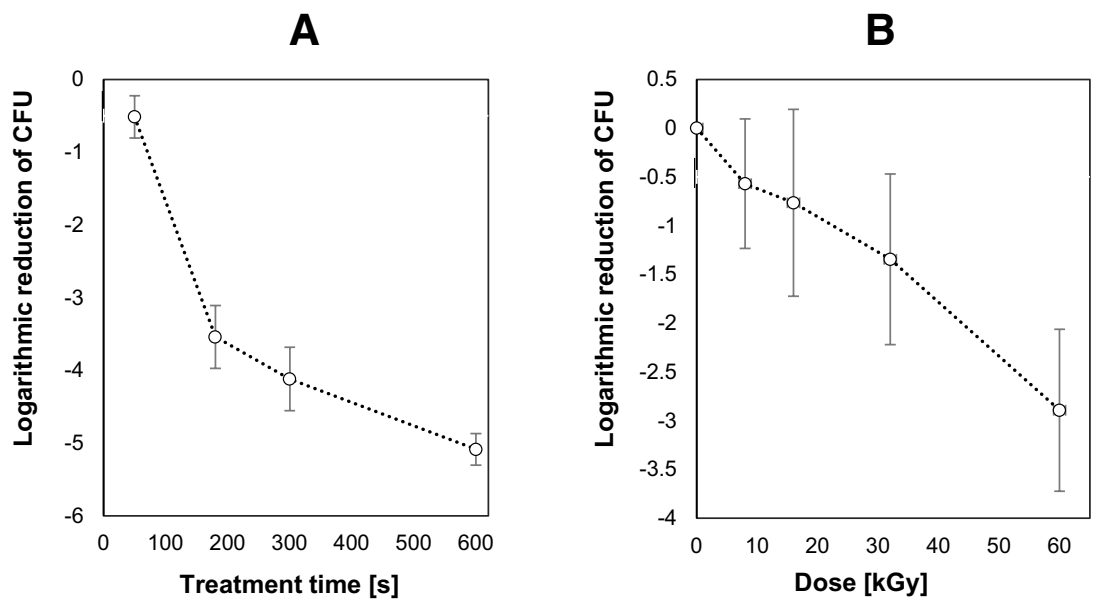 A
Logarithmic reduction of CFU
0
-1
-2
-3
-4
-5
-6
0 100 200 300 400 500 600
Treatment time [s]
B
Logarithmic reduction of CFU
0.5
0
-0.5
-1
-1.5
-2
-2.5
-3
-3.5
-4
0 10 20 30 40 50 60
Dose [kGy]